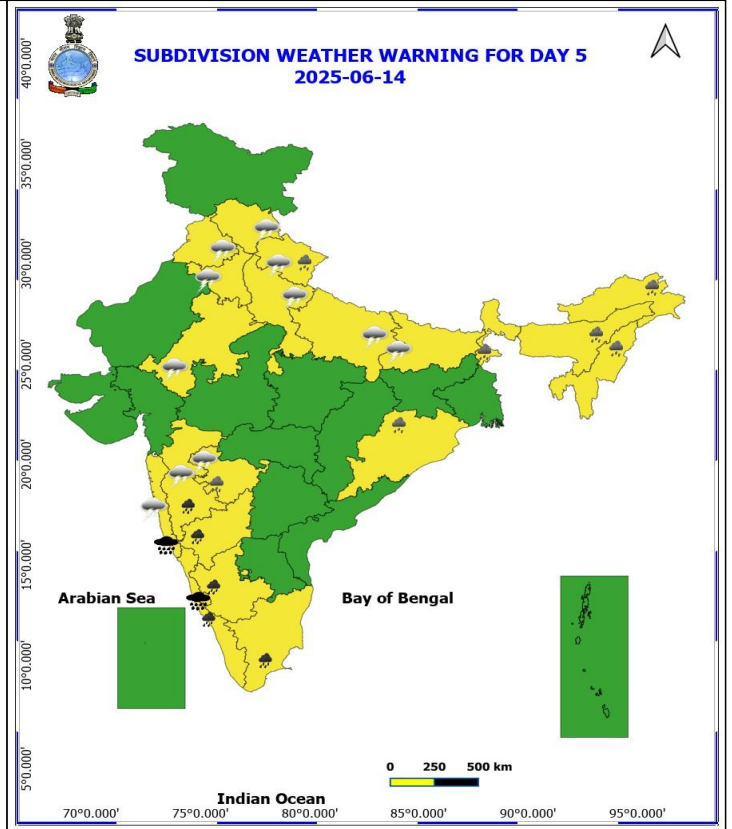 SUBDIVISION WEATHER WARNING FOR DAY 5
2025-06-14
40°0.000'
35°0.000'
30°0.000'
25°0.000'
20°0.000'
15°0.000'
10°0.000'
5°0.000'
Arabian Sea
Bay of Bengal
0 250 500 km
Indian Ocean
70°0.000' 75°0.000' 80°0.000' 85°0.000' 90°0.000' 95°0.000'